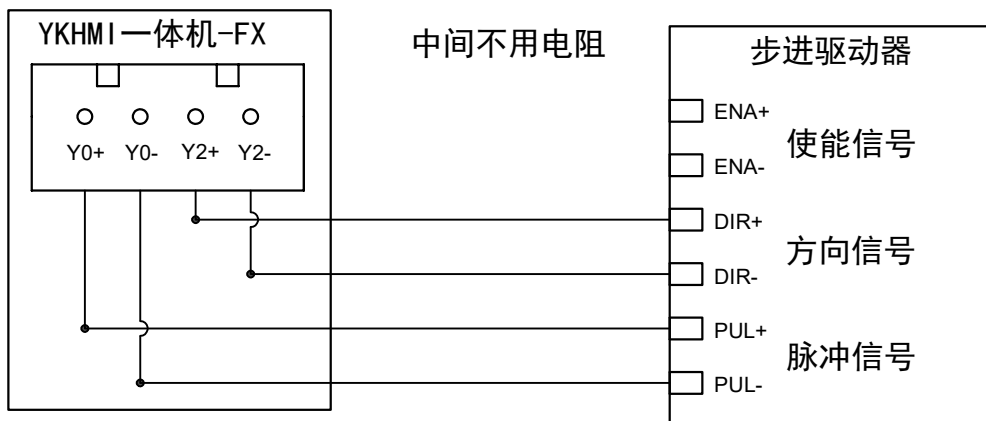 YKHMI一体机-FX
Y0+ Y0- Y2+ Y2-
中间不用电阻
步进驱动器
ENA+
使能信号
ENA-
DIR+
方向信号
DIR-
PUL+
脉冲信号
PUL-